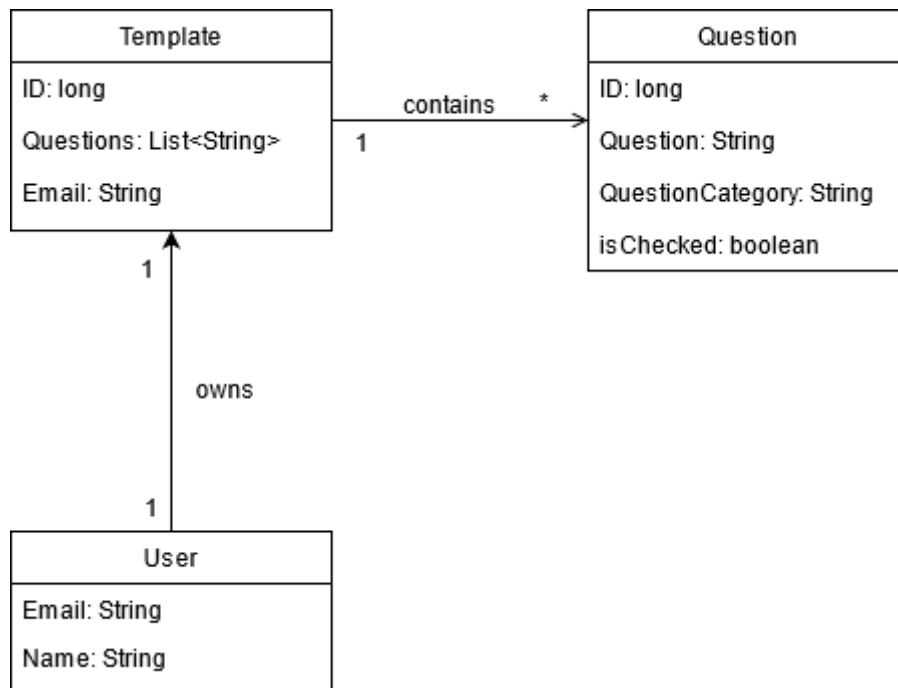 Template
ID: long
Questions: List<String>
Email: String
contains
*
1
Question
ID: long
Question: String
QuestionCategory: String
isChecked: boolean
1
owns
1
User
Email: String
Name: String